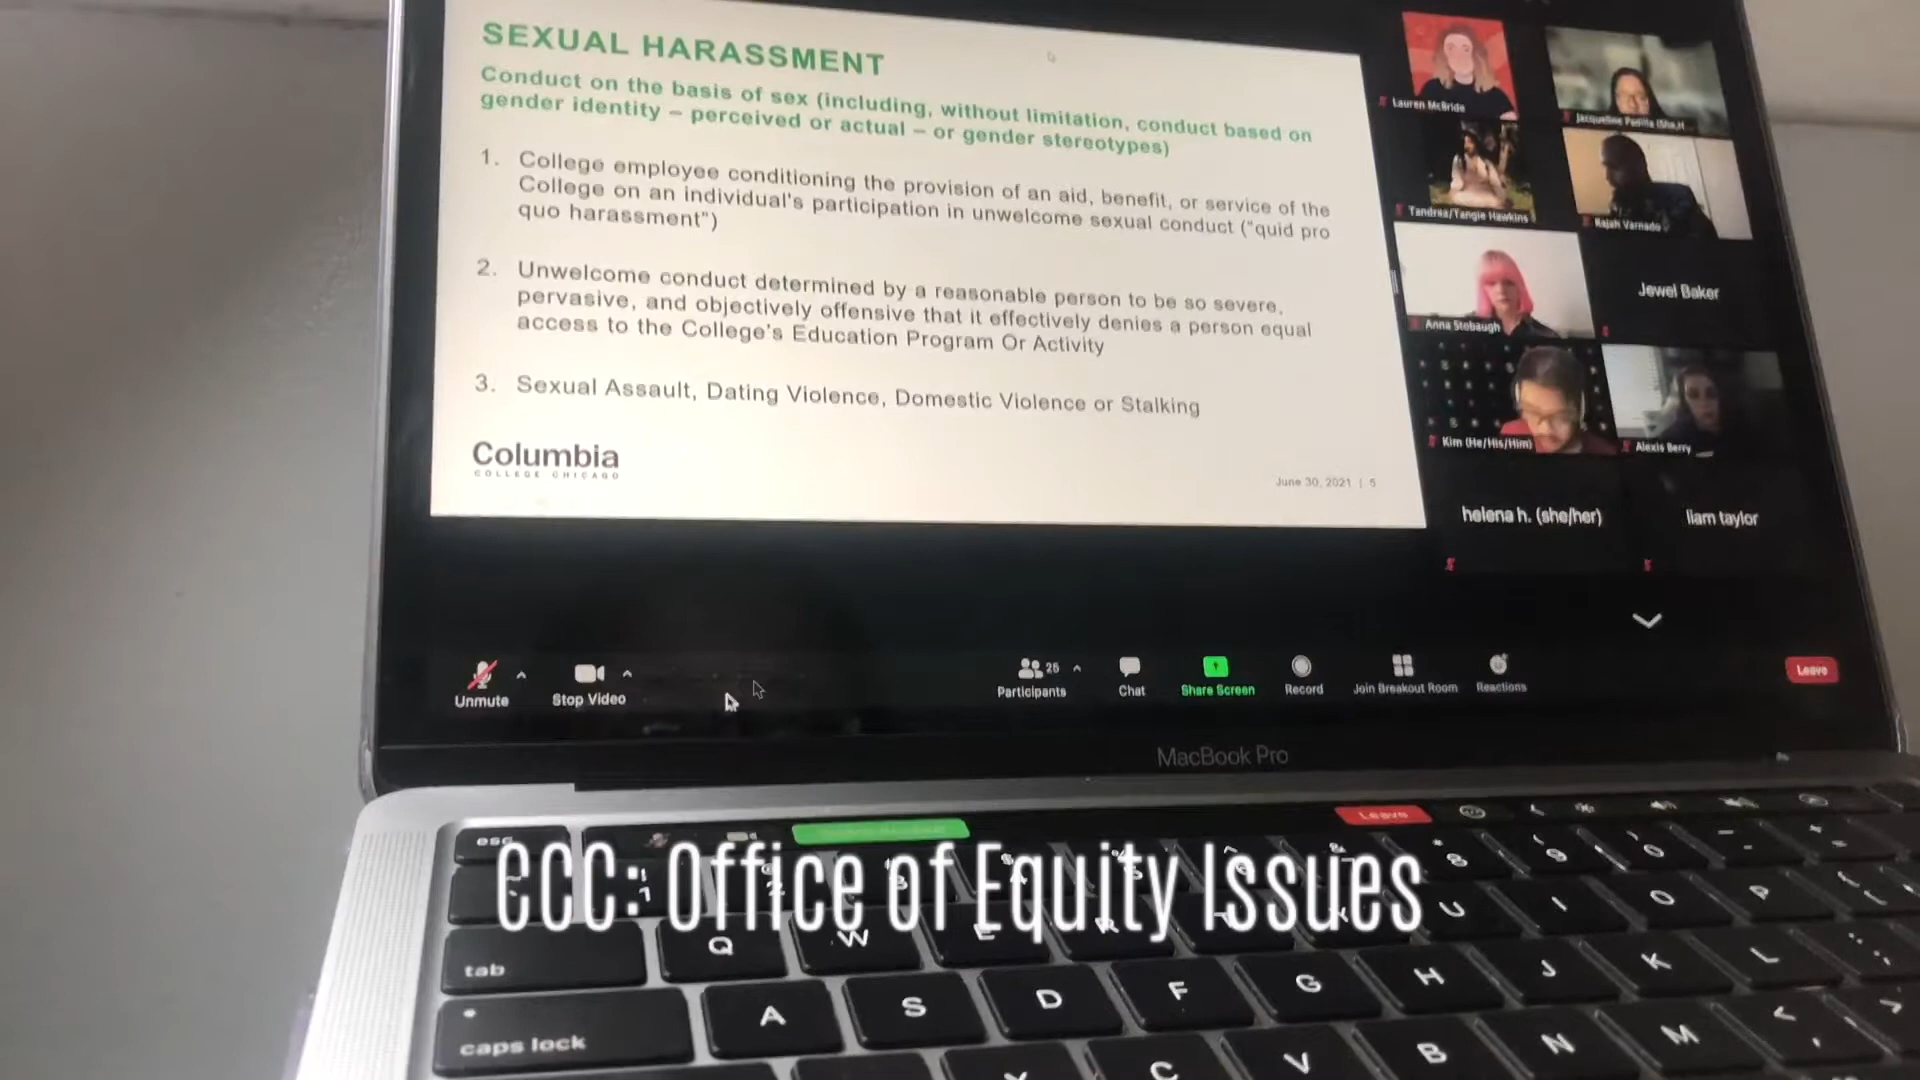 SEXUAL HARASSMENT
Conduct on the basis of sex (including, without limitation, conduct based on
gender identity – perceived or actual – or gender stereotypes)
1. College employee conditioning the provision of an aid, benefit, or service of the
College on an individual's participation in unwelcome sexual conduct ("quid pro
quo harassment")
2. Unwelcome conduct determined by a reasonable person to be so severe,
pervasive, and objectively offensive that it effectively denies a person equal
access to the College's Education Program Or Activity
3. Sexual Assault, Dating Violence, Domestic Violence or Stalking
Columbia
COLLEGE CHICAGO
June 30, 2021 | 5
Lauren McBride
Jacqueline Padilla (She,H...
Tandrea/Tangie Hawkins
Rajah Varnado
Anna Stebaugh
Jewel Baker
Kim (He/His/Him)
Alexis Berry
helena h. (she/her)
liam taylor
Unmute
Stop Video
25
Participants
Chat
Share Screen
Record
Join Breakout Room
Reactions
Leave
MacBook Pro
Leave
esc
CCC: Office of Equity Issues
tab
Q W E R U I O P
caps lock
A S D F G H J K L
C V B N M